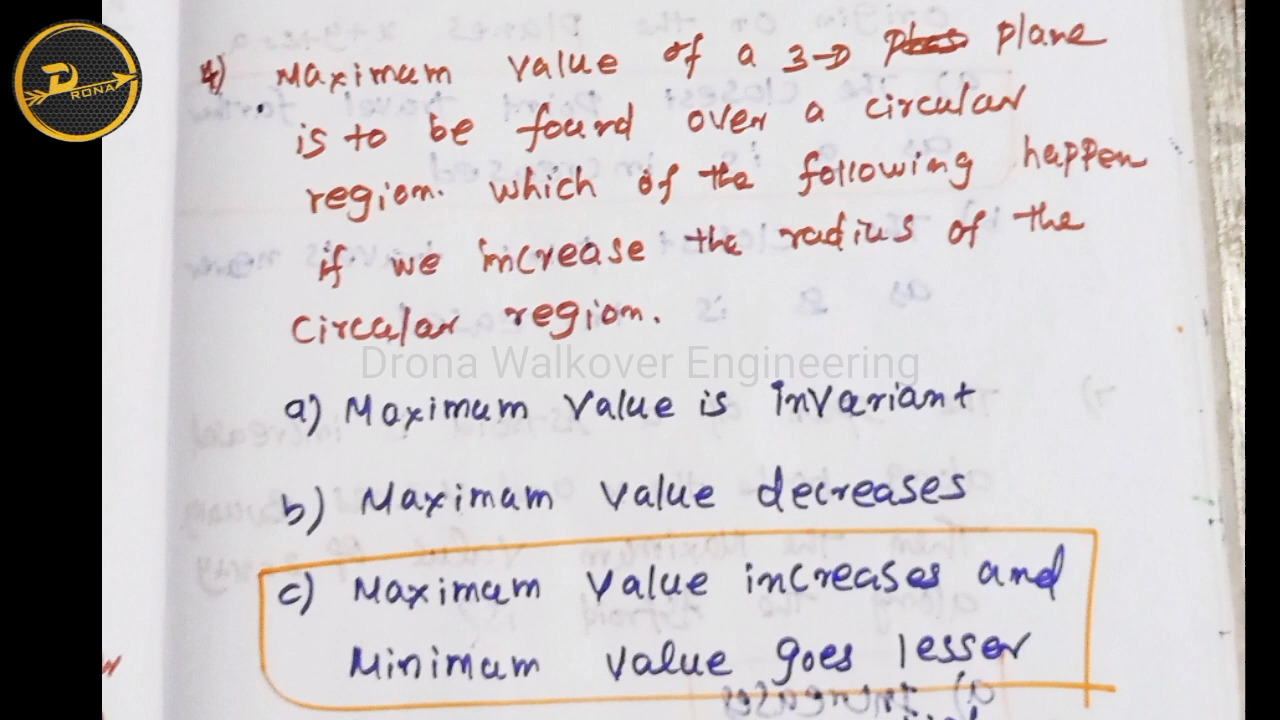 DRONA
4) Maximum value of a 3-D plane
is to be found over a circular
region. which of the following happen
if we increase the radius of the
circular region.
Drona Walkover Engineering
a) Maximum value is invariant
b) Maximum value decreases
c) Maximum value increases and
Minimum value goes lesser